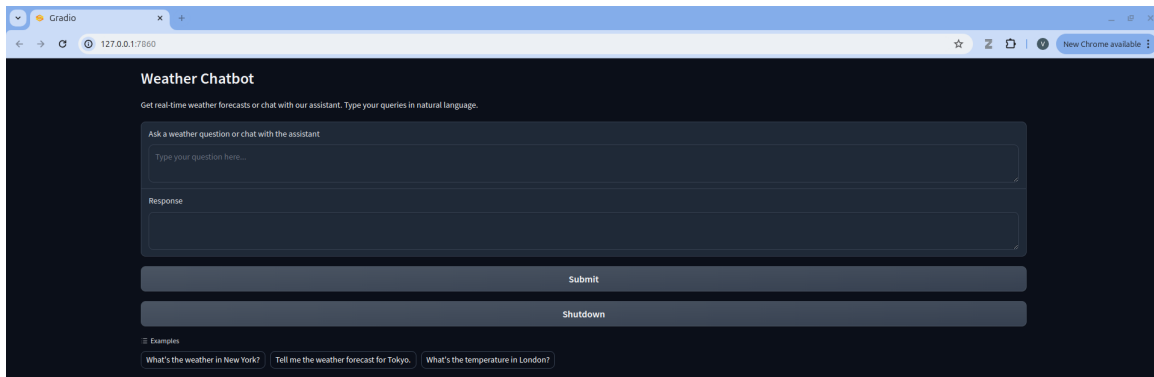 Gradio
127.0.0.1:7860
V
New Chrome available
Weather Chatbot
Get real-time weather forecasts or chat with our assistant. Type your queries in natural language.
Ask a weather question or chat with the assistant
Type your question here...
Response
Submit
Shutdown
Examples
What's the weather in New York? Tell me the weather forecast for Tokyo. What's the temperature in London?